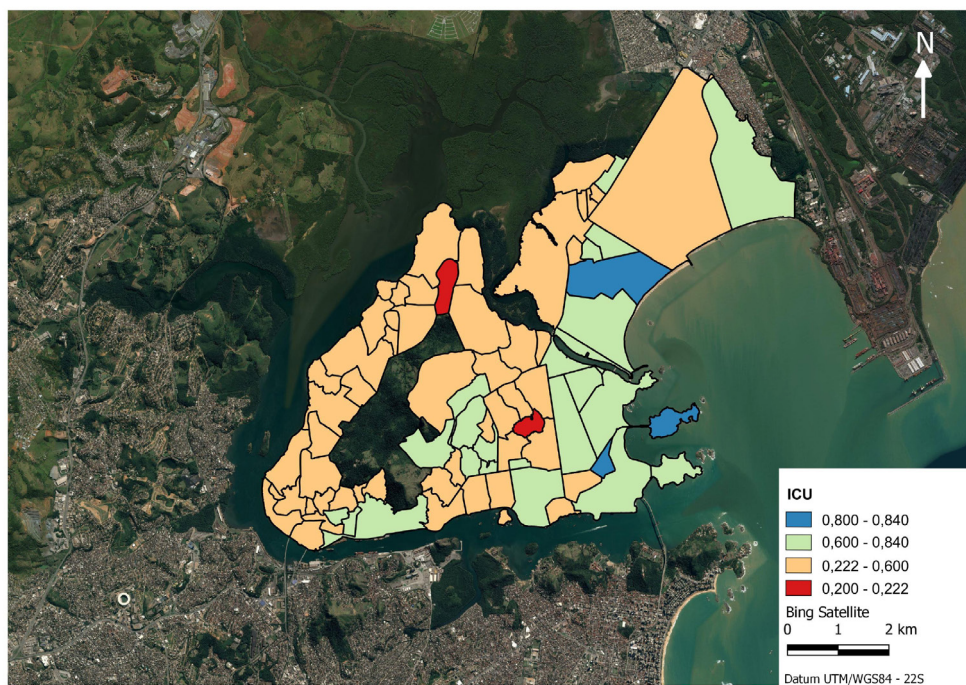 N
ICU
0,800 - 0,840
0,600 - 0,840
0,222 - 0,600
0,200 - 0,222
Bing Satellite
0 1 2 km
Datum UTM/WGS84 - 22S